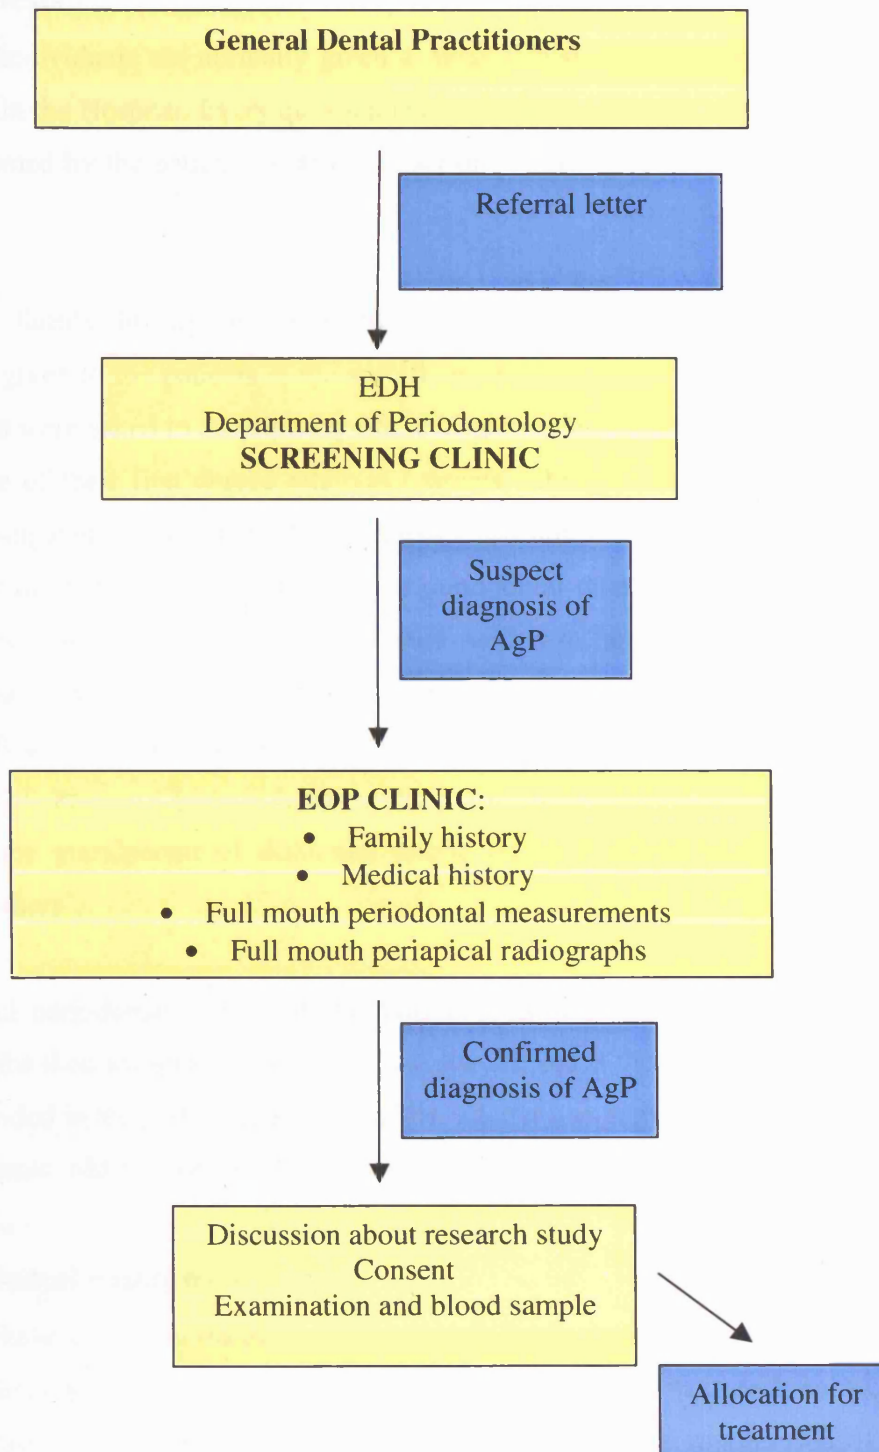 General Dental Practitioners
Referral letter
EDH
Department of Periodontology
SCREENING CLINIC
Suspect
diagnosis of
AgP
EOP CLINIC:
• Family history
• Medical history
• Full mouth periodontal measurements
• Full mouth periapical radiographs
Confirmed
diagnosis of AgP
Discussion about research study
Consent
Examination and blood sample
Allocation for
treatment